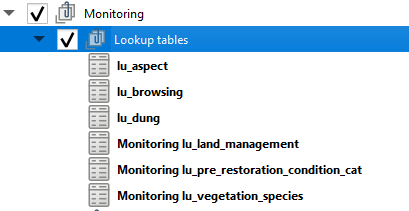 Monitoring
Lookup tables
lu_aspect
lu_browsing
lu_dung
Monitoring lu_land_management
Monitoring lu_pre_restoration_condition_cat
Monitoring lu_vegetation_species